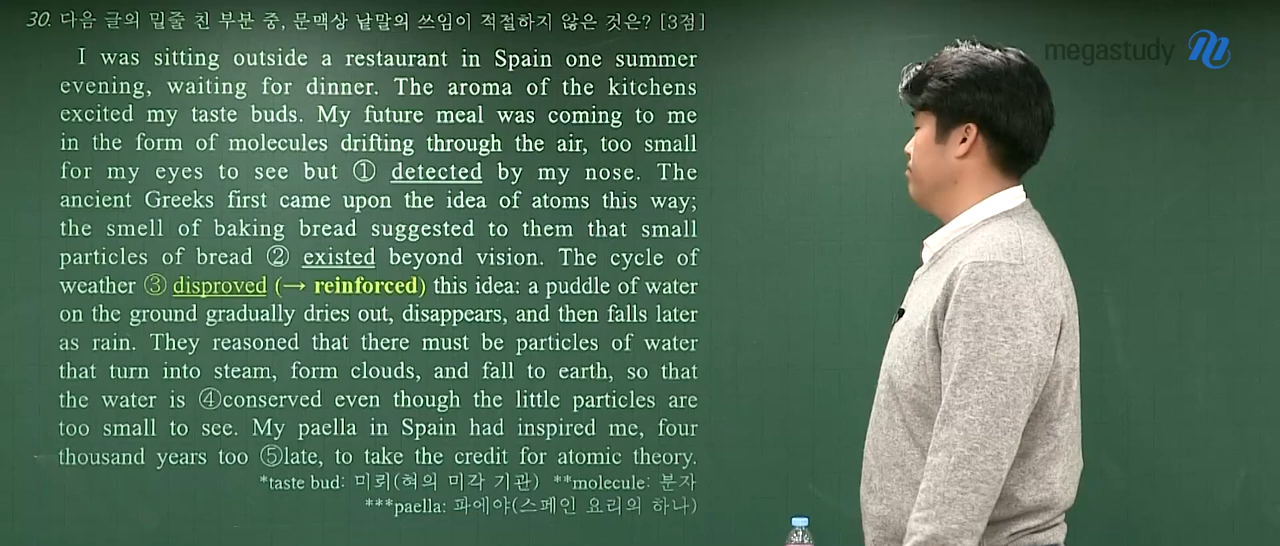 megastudy
30. 다음 글의 밑줄 친 부분 중, 문맥상 낱말의 쓰임이 적절하지 않은 것은? [3점]
I was sitting outside a restaurant in Spain one summer
evening, waiting for dinner. The aroma of the kitchens
excited my taste buds. My future meal was coming to me
in the form of molecules drifting through the air, too small
for my eyes to see but ① detected by my nose. The
ancient Greeks first came upon the idea of atoms this way;
the smell of baking bread suggested to them that small
particles of bread ② existed beyond vision. The cycle of
weather ③ disproved (→ reinforced) this idea: a puddle of water
on the ground gradually dries out, disappears, and then falls later
as rain. They reasoned that there must be particles of water
that turn into steam, form clouds, and fall to earth, so that
the water is ④conserved even though the little particles are
too small to see. My paella in Spain had inspired me, four
thousand years too ⑤late, to take the credit for atomic theory.
*taste bud: 미뢰(혀의 미각 기관) **molecule: 분자
***paella: 파에야(스페인 요리의 하나)